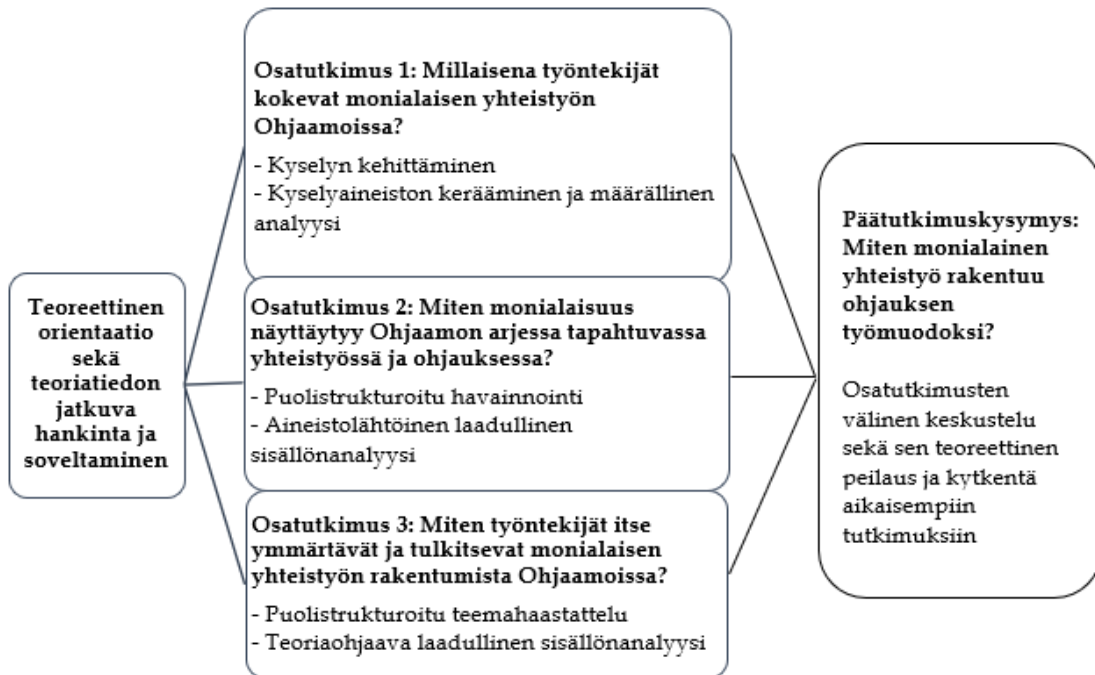 Teoreettinen
orientaatio
sekä
teoriatiedon
jatkuva
hankinta ja
soveltaminen
Osatutkimus 1: Millaisena työntekijät
kokevat monialaisen yhteistyön
Ohjaamoissa?
- Kyselyn kehittäminen
- Kyselyaineiston kerääminen ja määrällinen
analyysi
Osatutkimus 2: Miten monialaisuus
näyttäytyy Ohjaamon arjessa tapahtuvassa
yhteistyössä ja ohjauksessa?
- Puolistrukturoitu havainnointi
- Aineistolähtöinen laadullinen
sisällönanalyysi
Osatutkimus 3: Miten työntekijät itse
ymmärtävät ja tulkitsevat monialaisen
yhteistyön rakentumista Ohjaamoissa?
- Puolistrukturoitu teemahaastattelu
- Teoriaohjaava laadullinen sisällönanalyysi
Päätutkimuskysymys:
Miten monialainen
yhteistyö rakentuu
ohjauksen
työmuodoksi?
Osatutkimusten
välinen keskustelu
sekä sen teoreettinen
peilaus ja kytkentä
aikaisempiin
tutkimuksiin